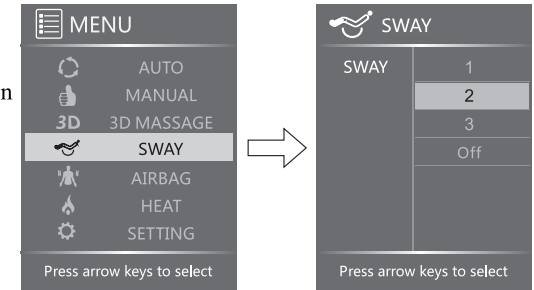 MENU
AUTO
n
MANUAL
3D 3D MASSAGE
SWAY
AIRBAG
HEAT
SETTING
Press arrow keys to select
SWAY
SWAY 1
2
3
Off
Press arrow keys to select